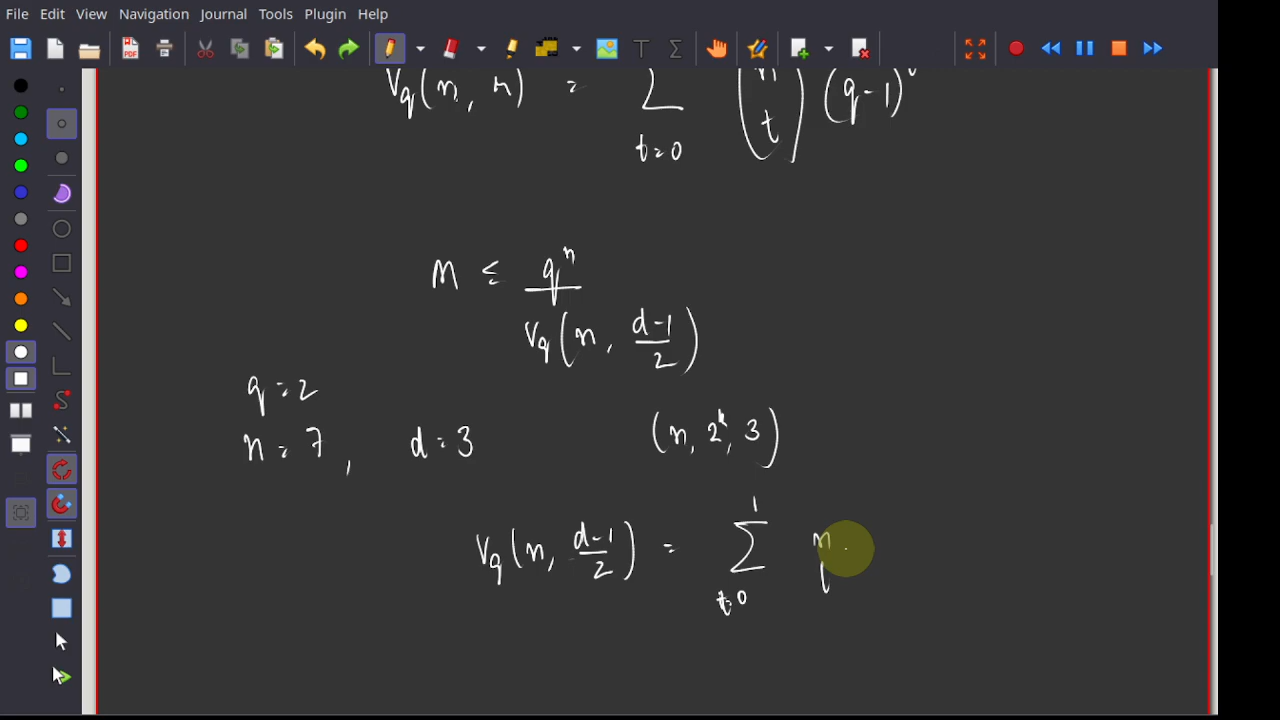 File Edit View Navigation Journal Tools Plugin Help
PDF
T Σ
Vq(n, r) = Σ t=0 (n t) (q-1)^t
M ≤ q^n / Vq(n, (d-1)/2)
q = 2
n = 7, d = 3 (n, 2^k, 3)
Vq(n, (d-1)/2) = Σ t=0 1 n